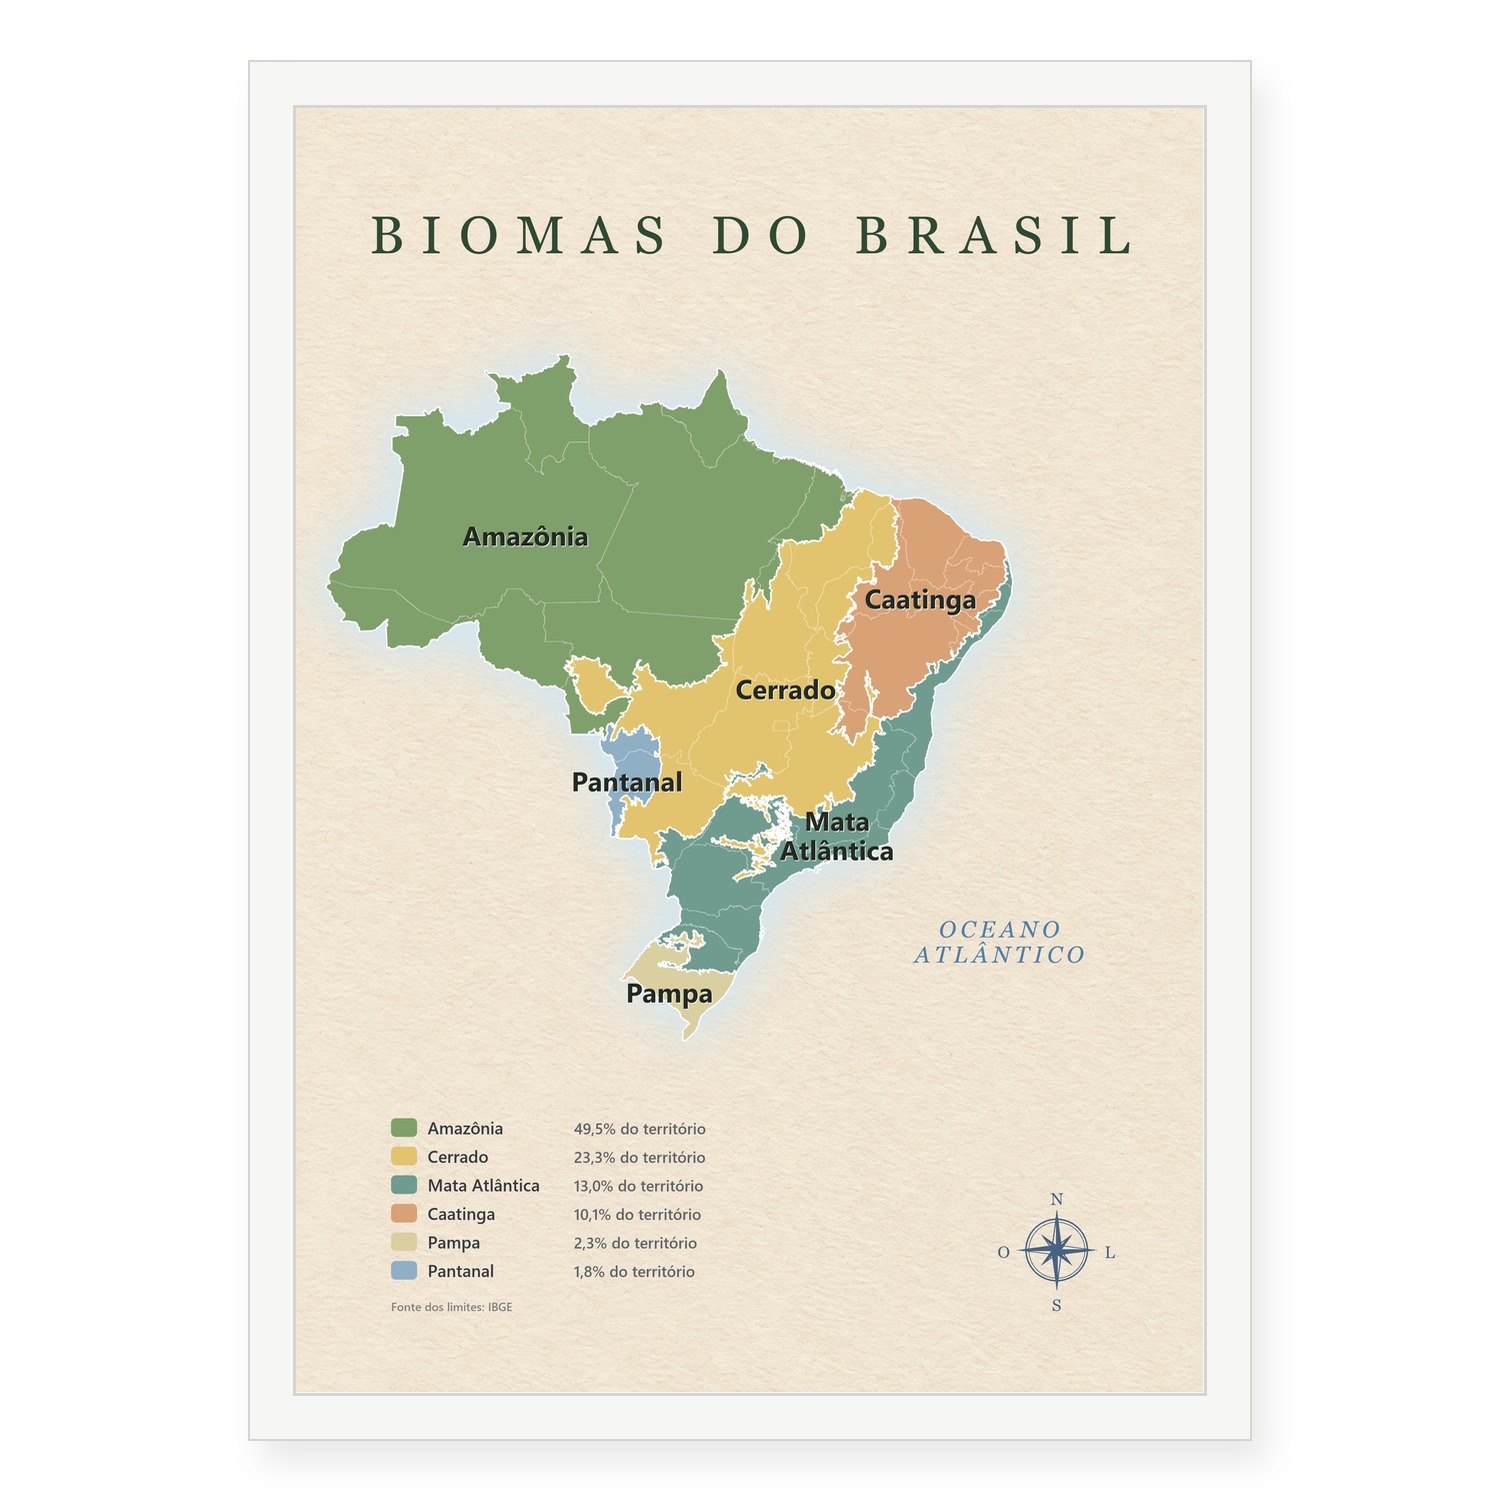 BIOMAS DO BRASIL
Amazônia
Caatinga
Cerrado
Pantanal
Mata
Atlântica
OCEANO
ATLÂNTICO
Pampa
Amazônia 49,5% do território
Cerrado 23,3% do território
Mata Atlântica 13,0% do território
Caatinga 10,1% do território
Pampa 2,3% do território
Pantanal 1,8% do território
Fonte dos limites: IBGE
N
O L
S